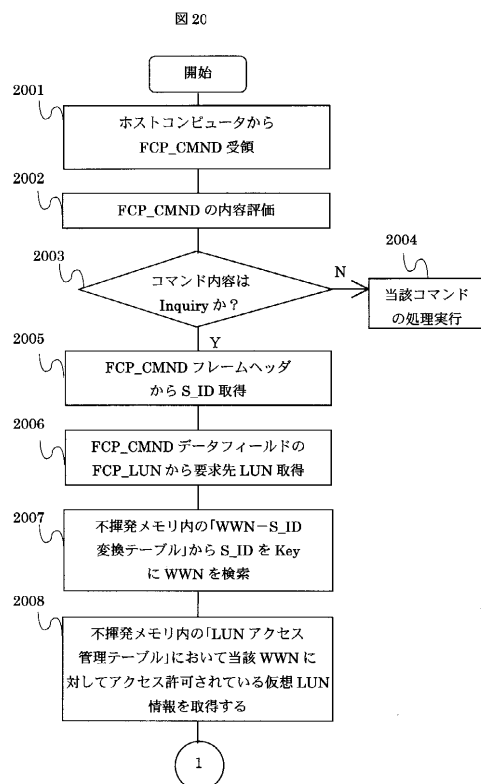 図 20
開始
2001
ホストコンピュータから
FCP_CMND 受領
2002
FCP_CMND の内容評価
2003
コマンド内容は
Inquiry か？
N
2004
当該コマンド
の処理実行
Y
2005
FCP_CMND フレームヘッダ
から S_ID 取得
2006
FCP_CMND データフィールドの
FCP_LUN から要求先 LUN 取得
2007
不揮発メモリ内の「WWN－S_ID
変換テーブル」から S_ID を Key
に WWN を検索
2008
不揮発メモリ内の「LUN アクセス
管理テーブル」において当該 WWN に
対してアクセス許可されている仮想 LUN
情報を取得する
1